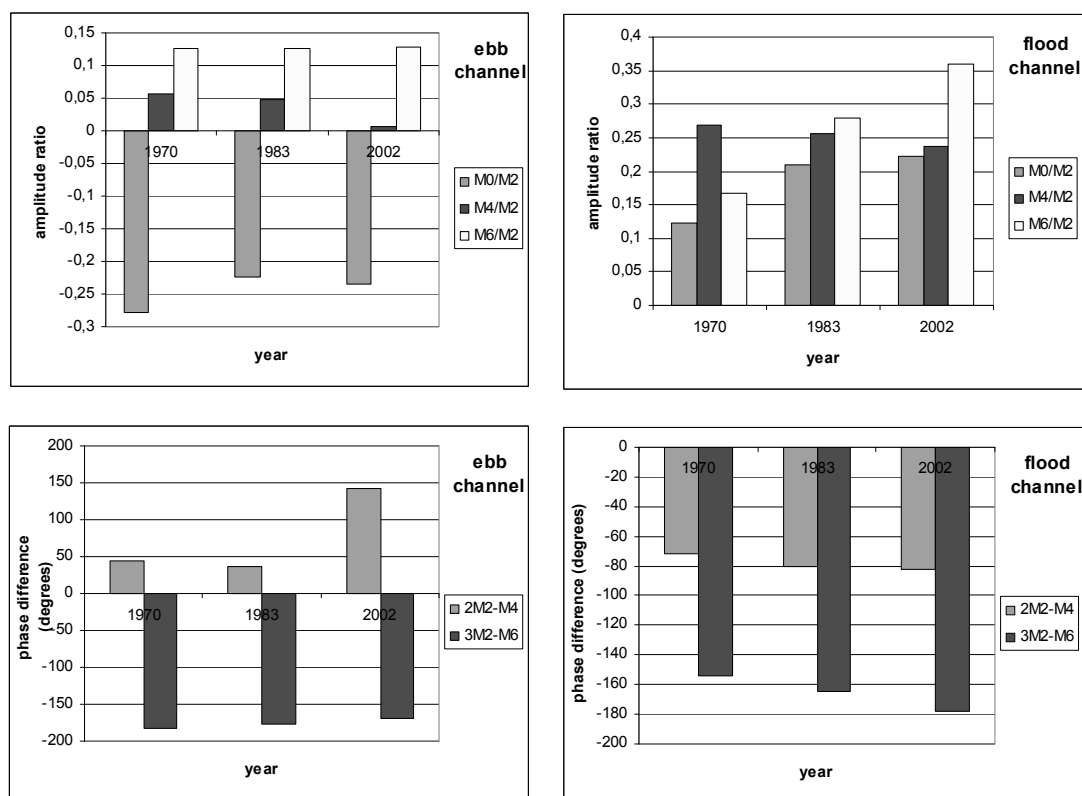 0,15
0,1
0,05
0
-0,05
-0,1
-0,15
-0,2
-0,25
-0,3
amplitude ratio
1970 1983 2002
year
ebb
channel
M0/M2
M4/M2
M6/M2
0,4
0,35
0,3
0,25
0,2
0,15
0,1
0,05
0
amplitude ratio
1970 1983 2002
year
flood
channel
M0/M2
M4/M2
M6/M2
200
150
100
50
0
-50
-100
-150
-200
phase difference
(degrees)
1970 1983 2002
year
ebb
channel
2M2-M4
3M2-M6
0
-20
-40
-60
-80
-100
-120
-140
-160
-180
-200
phase difference (degrees)
1970 1983 2002
year
flood
channel
2M2-M4
3M2-M6